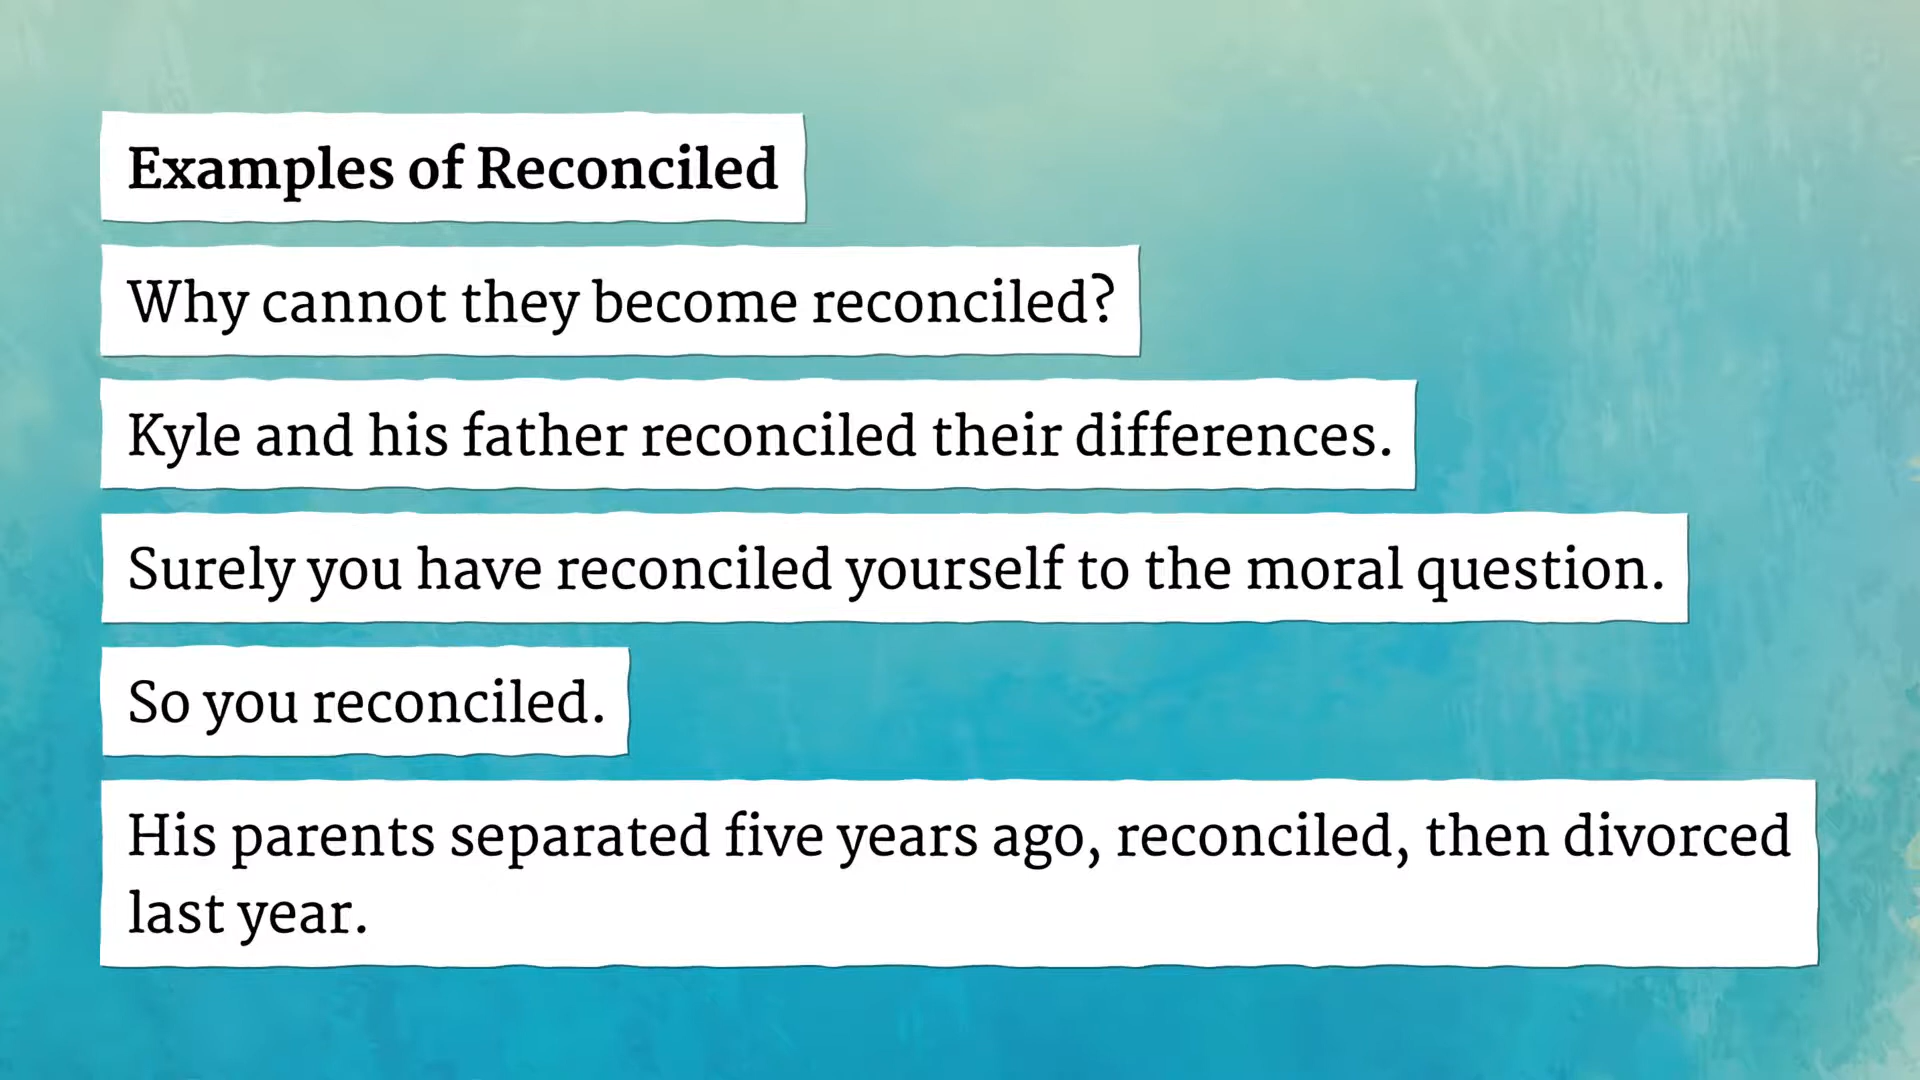 Examples of Reconciled
Why cannot they become reconciled?
Kyle and his father reconciled their differences.
Surely you have reconciled yourself to the moral question.
So you reconciled.
His parents separated five years ago, reconciled, then divorced
last year.